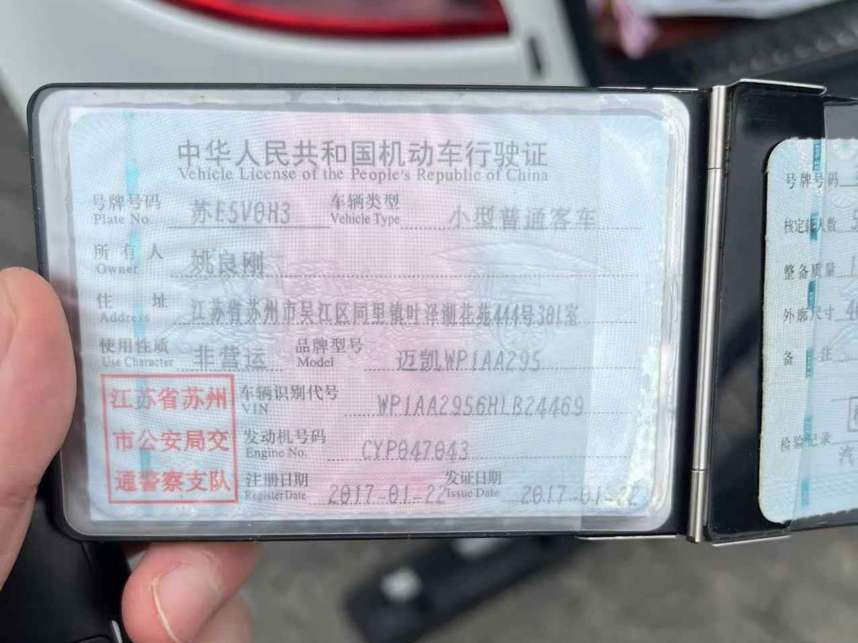 中华人民共和国机动车行驶证
Vehicle License of the People's Republic of China
号牌号码 苏E5V0H3 车辆类型 小型普通客车
Plate No. Vehicle Type
所有人 姚良刚
Owner
住址 江苏省苏州市吴江区同里镇叶泽湖花苑444号301室
Address
使用性质 非营运 品牌型号 迈凯WP1AA295
Use Character Model
江苏省苏州
市公安局交
通警察支队
车辆识别代号 WP1AA2956HLB24469
VIN
发动机号码 CYP047043
Engine No.
注册日期 2017-01-22 发证日期 2017-01-22
Register Date Issue Date
号牌号码
核定载人数 5
整备质量 1
外廓尺寸 4
备注
检验记录
汽